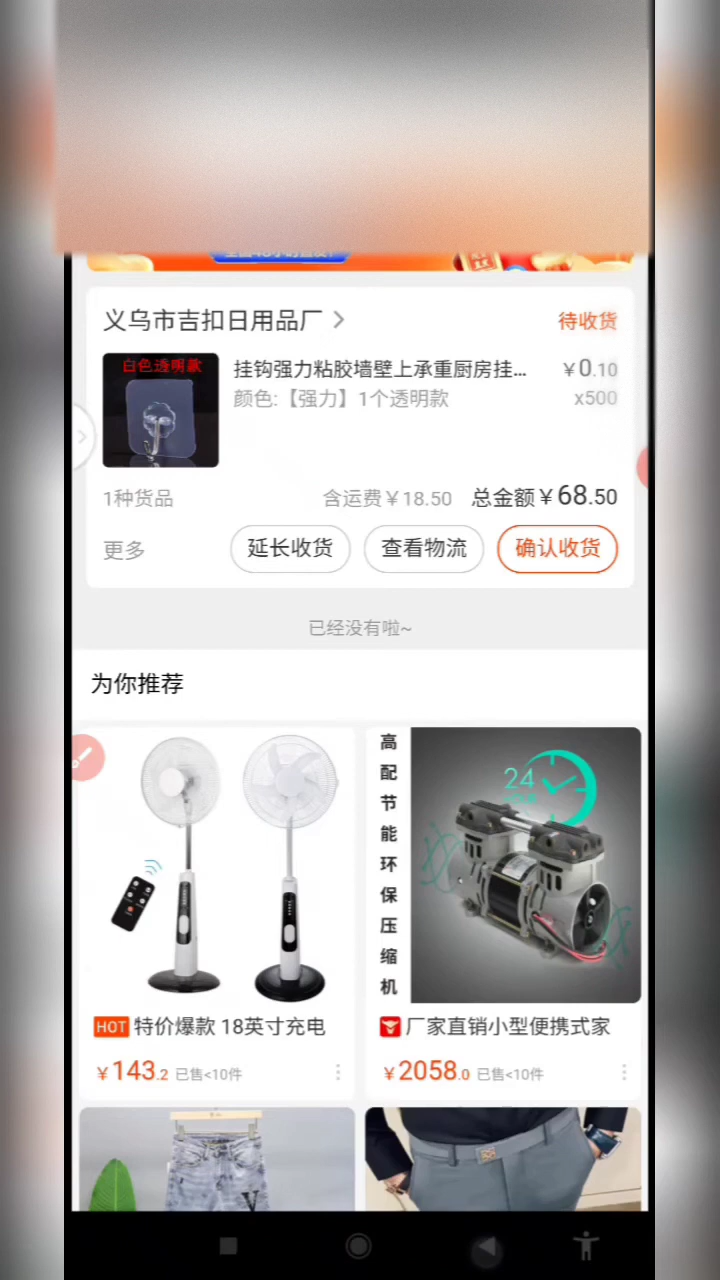 义乌市吉扣日用品厂
待收货
白色透明款
挂钩强力粘胶墙壁上承重厨房挂...
¥0.10
颜色:【强力】1个透明款
x500
1种货品
含运费¥18.50
总金额¥68.50
更多
延长收货
查看物流
确认收货
已经没有啦~
为你推荐
高配节能环保压缩机
24
HOT 特价爆款 18英寸充电
厂家直销小型便携式家
¥143.2 已售<10件
¥2058.0 已售<10件